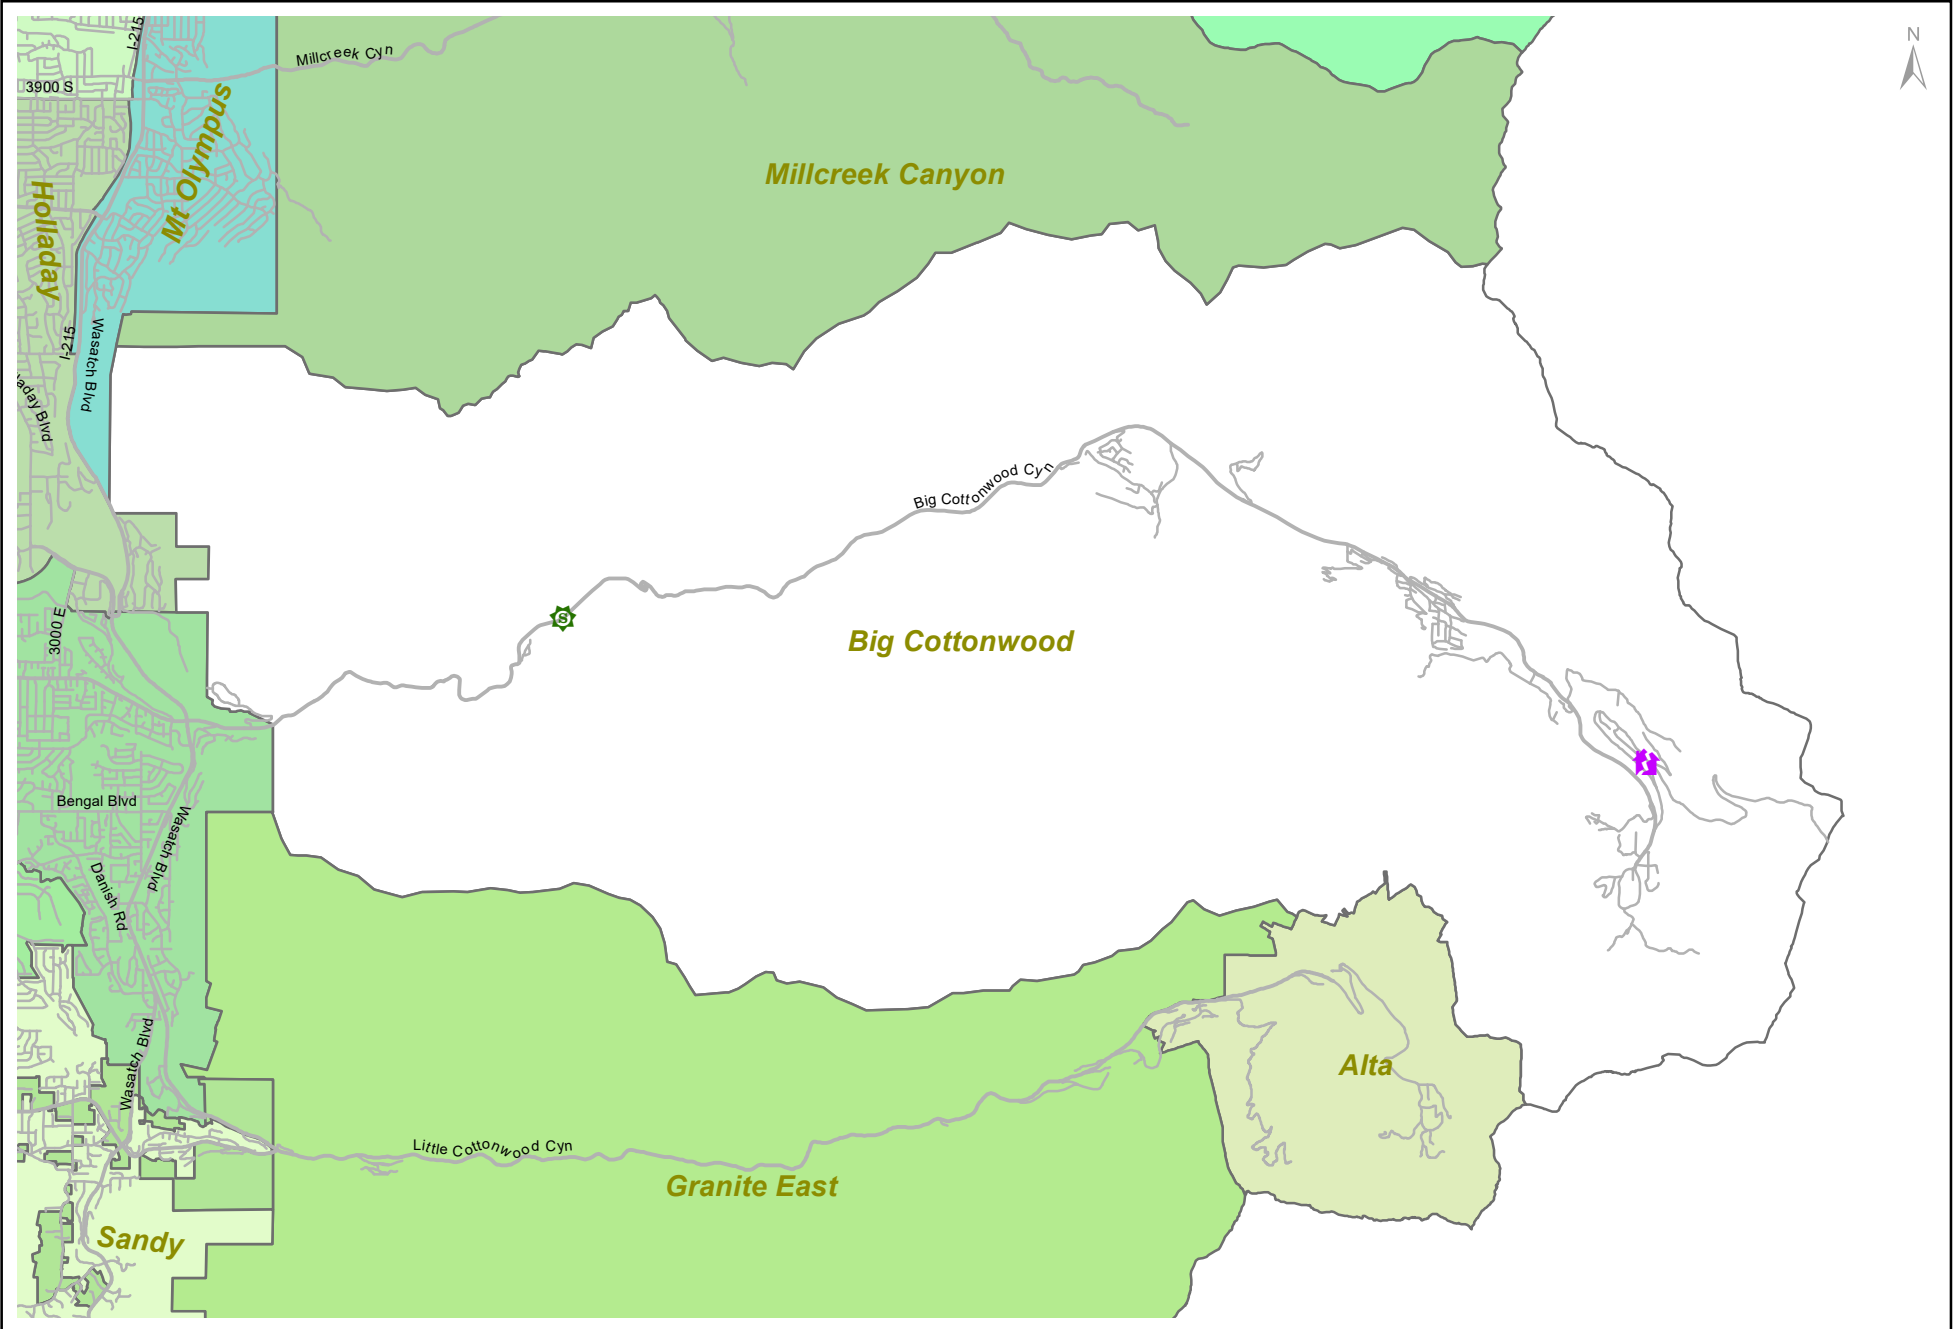 I-215
Millcreek Cyn
N
3900 S
Mt Olympus
Millcreek Canyon
Holladay
I-215
Wasatch Blvd
aday Blvd
Big Cottonwood Cyn
3000 E
S
Big Cottonwood
Bengal Blvd
Wasatch Blvd
Danish Rd
Wasatch Blvd
Alta
Little Cottonwood Cyn
Granite East
Sandy